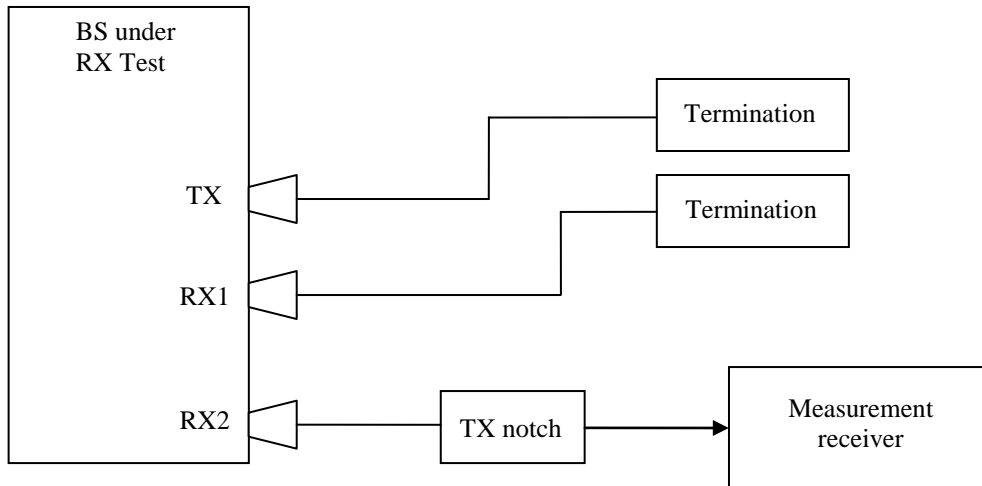 BS under
RX Test
Termination
TX
Termination
RX1
RX2
TX notch
Measurement
receiver